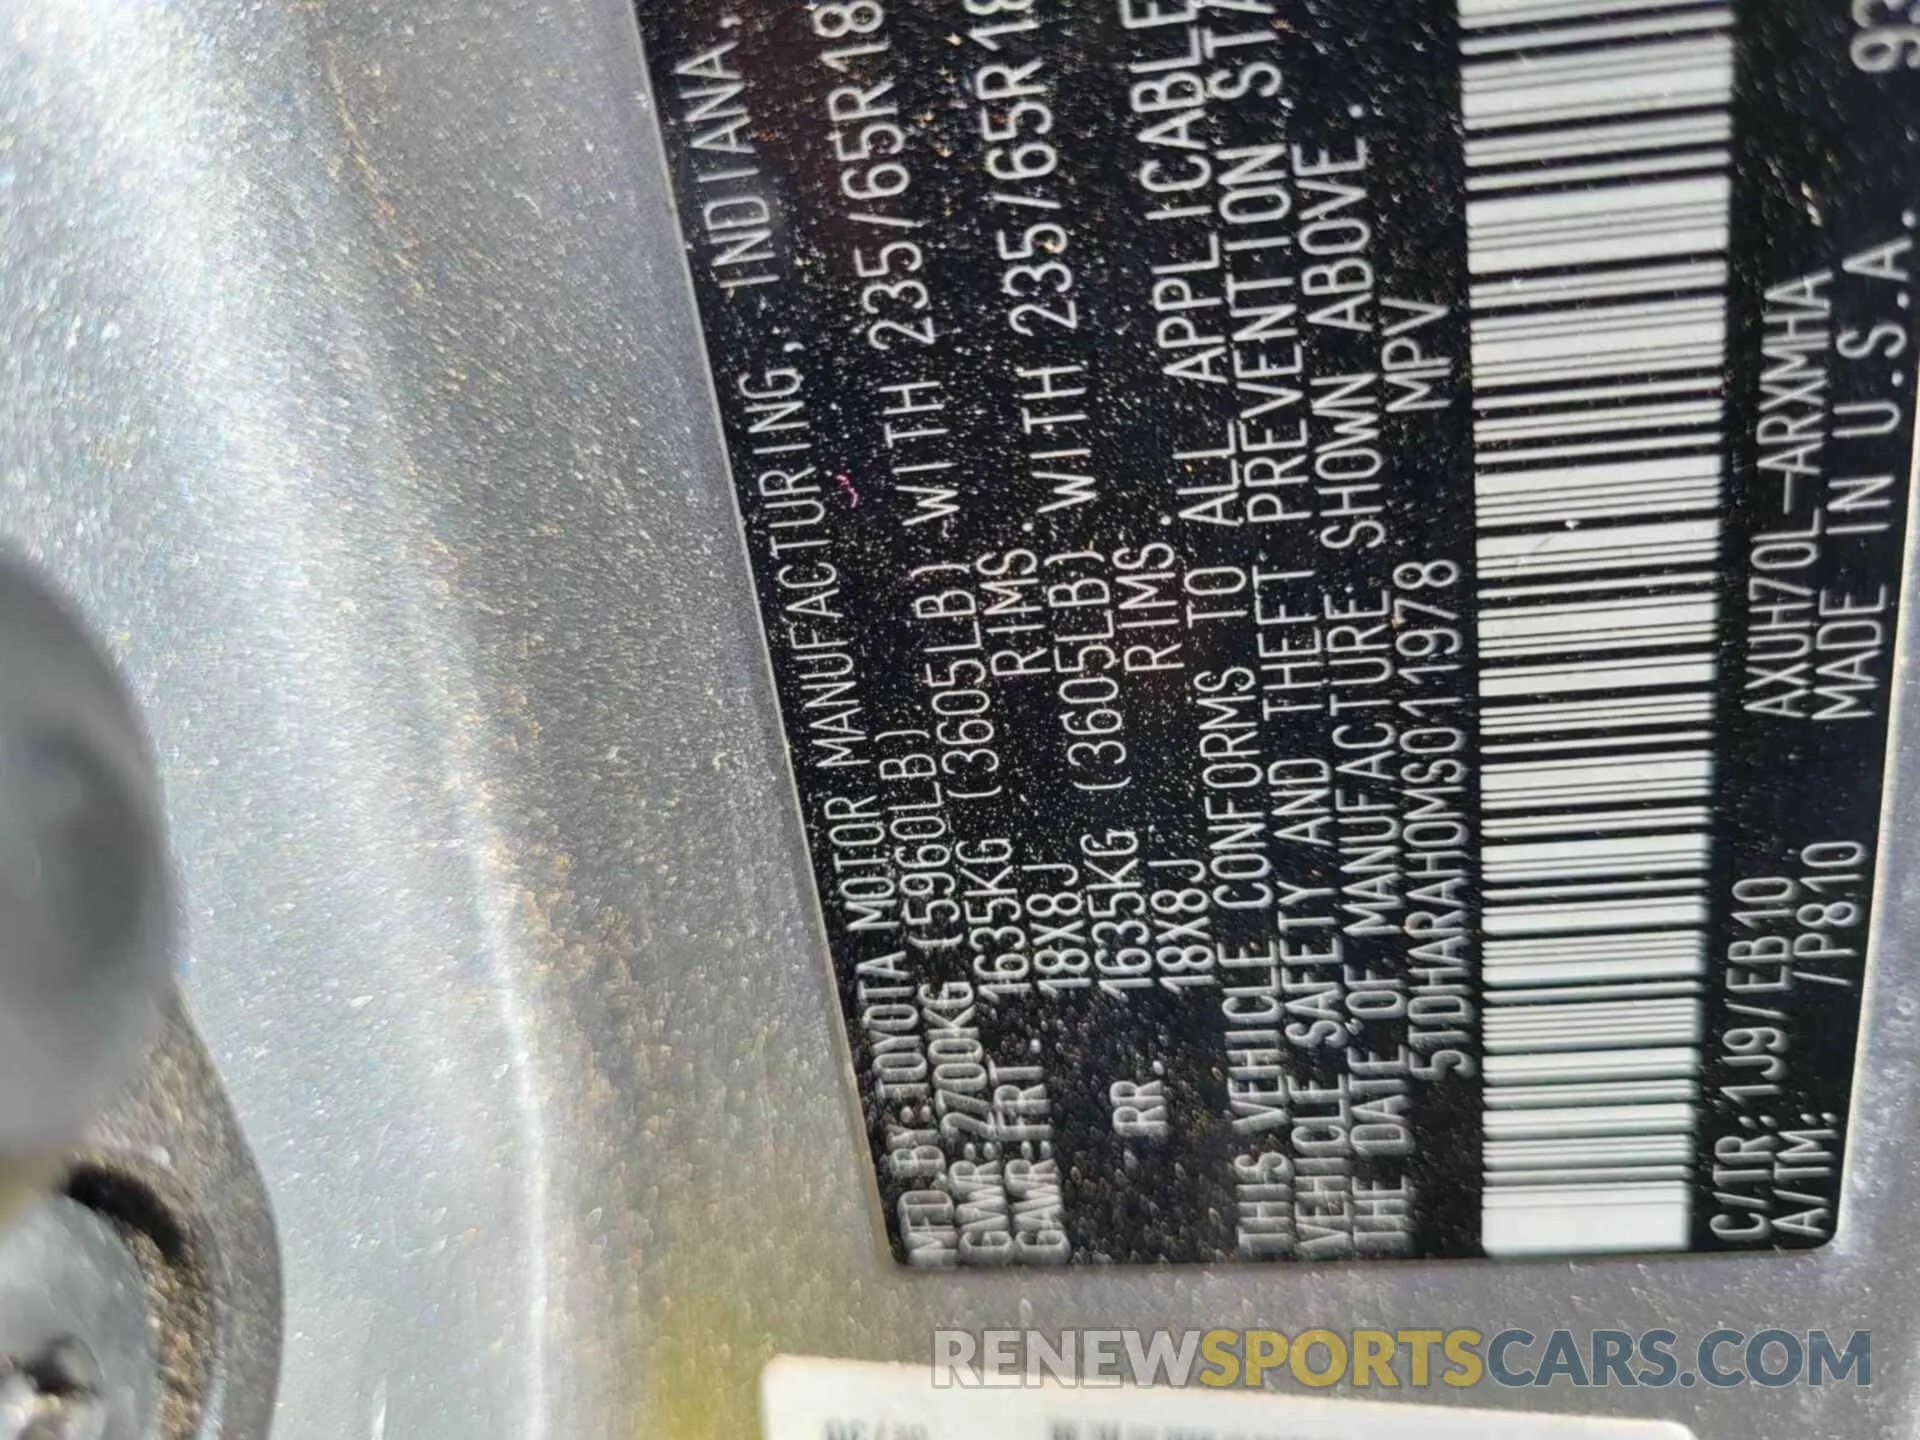 MFD.BY:TOYOTA MOTOR MANUFACTURING, INDIANA,
GVWR:2700KG (5960LB)
GAWR:FRT. 1635KG (3605LB) WITH 235/65R18
18X8J RIMS.
RR. 1635KG (3605LB) WITH 235/65R18
18X8J RIMS.
THIS VEHICLE CONFORMS TO ALL APPLICABLE
VEHICLE SAFETY AND THEFT PREVENTION STA
THE DATE OF MANUFACTURE SHOWN ABOVE.
51DHARAH0MS011978 MPV
C/TR:1J9/EB10 AXUH70L-ARXMHA
A/TM: /P810 MADE IN U.S.A. 93
RENEWSPORTSCARS.COM